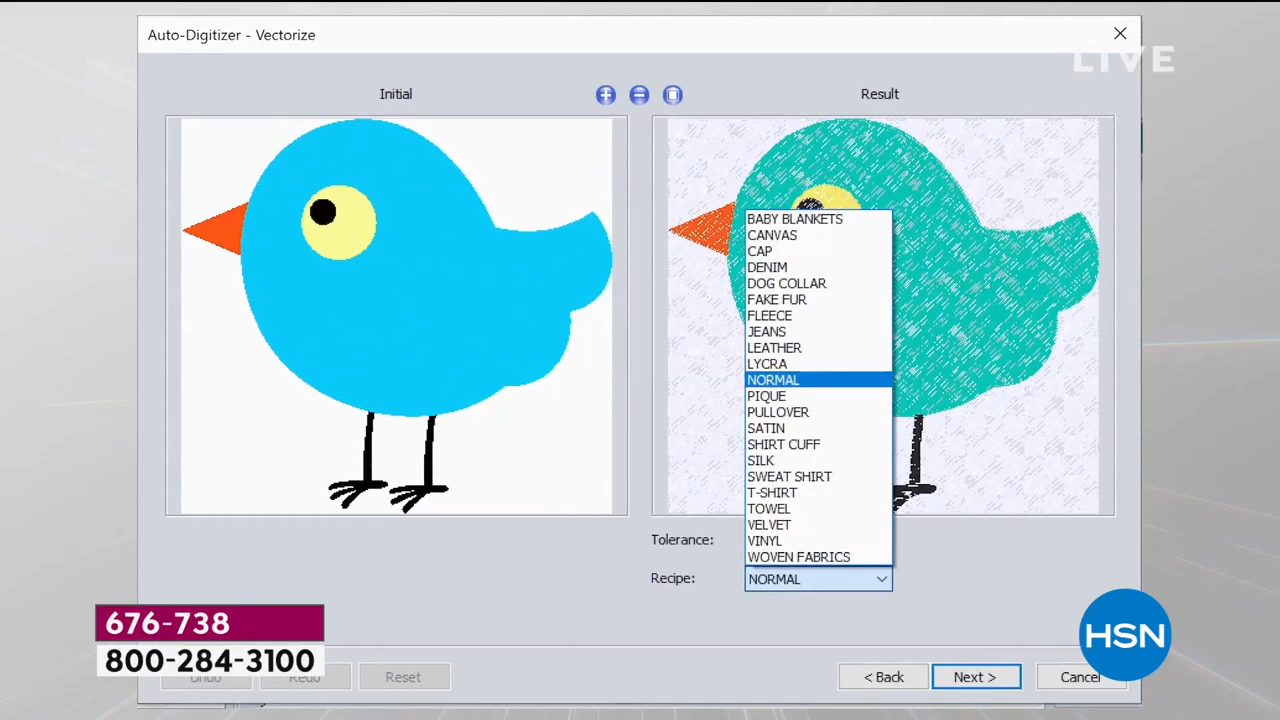 Auto-Digitizer - Vectorize
LIVE
Initial
Result
BABY BLANKETS
CANVAS
CAP
DENIM
DOG COLLAR
FAKE FUR
FLEECE
JEANS
LEATHER
LYCRA
NORMAL
PIQUE
PULLOVER
SATIN
SHIRT CUFF
SILK
SWEAT SHIRT
T-SHIRT
TOWEL
VELVET
VINYL
WOVEN FABRICS
Tolerance:
Recipe:
NORMAL
676-738
800-284-3100
HSN
Undo
Redo
Reset
< Back
Next >
Cancel